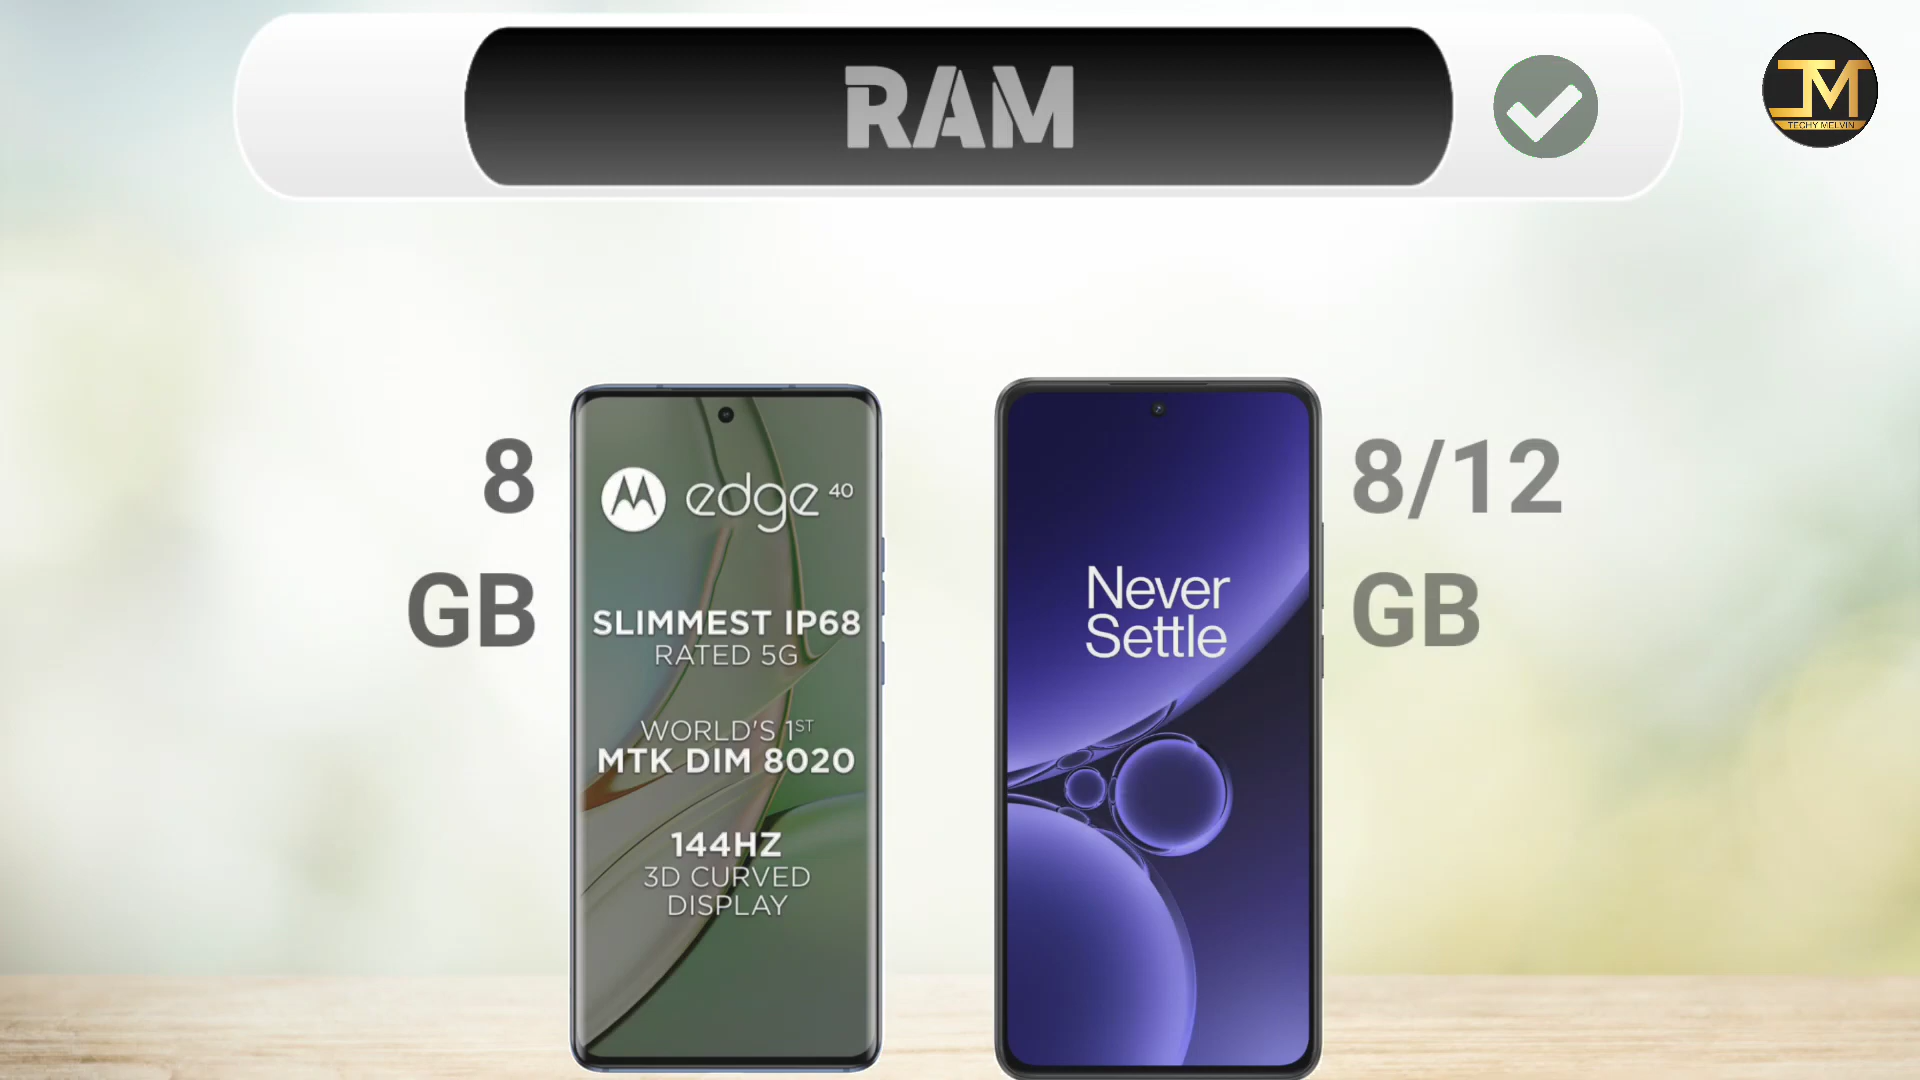 RAM
TECHY MELVIN
8
GB
edge 40
SLIMMEST IP68
RATED 5G
WORLD'S 1ST
MTK DIM 8020
144HZ
3D CURVED
DISPLAY
Never
Settle
8/12
GB